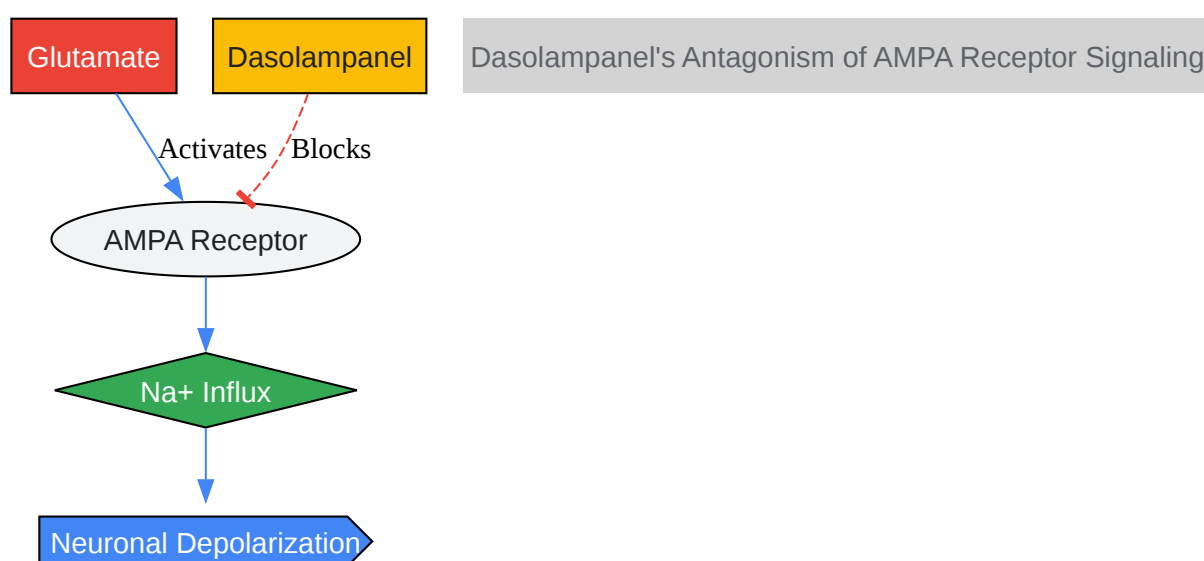 Glutamate
Dasolampanel
Dasolampanel's Antagonism of AMPA Receptor Signaling
Activates
Blocks
AMPA Receptor
Na+ Influx
Neuronal Depolarization